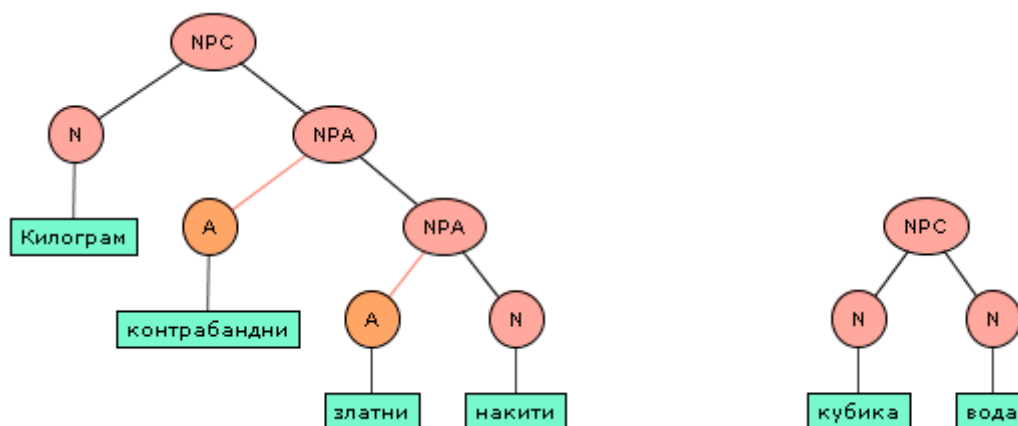 NPC
N NPA
Килограм A NPA NPC
контрабандни A N N N
златни накити кубика вода